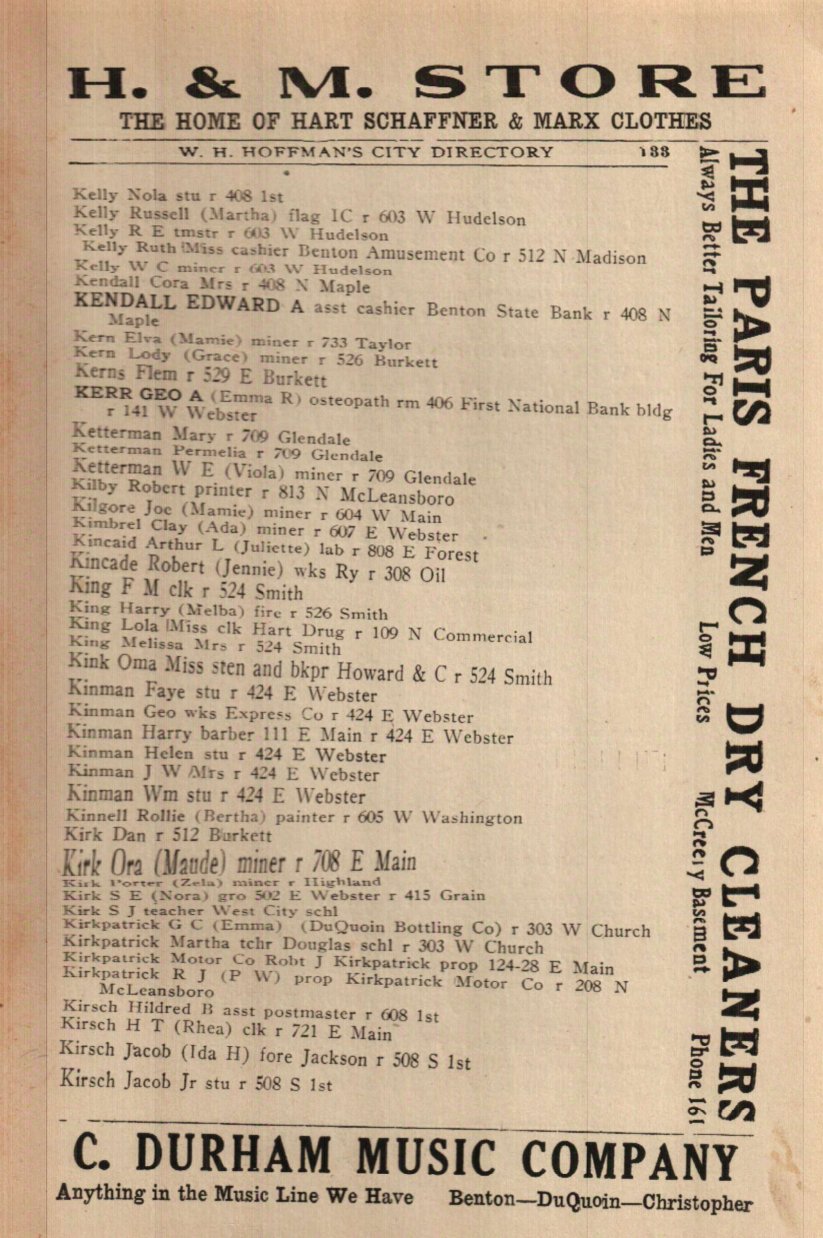 H. & M. STORE
THE HOME OF HART SCHAFFNER & MARX CLOTHES
W. H. HOFFMAN'S CITY DIRECTORY 133
Kelly Nola stu r 408 1st
Kelly Russell (Martha) flag IC r 603 W Hudelson
Kelly R E tmstr r 603 W Hudelson
Kelly Ruth Miss cashier Benton Amusement Co r 512 N Madison
Kelly W C miner r 603 W Hudelson
Kendall Cora Mrs r 408 N Maple
KENDALL EDWARD A asst cashier Benton State Bank r 408 N
Maple
Kern Elva (Mamie) miner r 733 Taylor
Kern Lody (Grace) miner r 526 Burkett
Kerns Flem r 529 E Burkett
KERR GEO A (Emma R) osteopath rm 406 First National Bank bldg
r 141 W Webster
Ketterman Mary r 709 Glendale
Ketterman Permelia r 709 Glendale
Ketterman W E (Viola) miner r 709 Glendale
Kilby Robert printer r 813 N McLeansboro
Kilgore Joe (Mamie) miner r 604 W Main
Kimbrel Clay (Ada) miner r 607 E Webster
Kincaid Arthur L (Juliette) lab r 808 E Forest
Kincade Robert (Jennie) wks Ry r 308 Oil
King F M clk r 524 Smith
King Harry (Melba) fire r 526 Smith
King Lola Miss clk Hart Drug r 109 N Commercial
King Melissa Mrs r 524 Smith
Kink Oma Miss sten and bkpr Howard & C r 524 Smith
Kinman Faye stu r 424 E Webster
Kinman Geo wks Express Co r 424 E Webster
Kinman Harry barber 111 E Main r 424 E Webster
Kinman Helen stu r 424 E Webster
Kinman J W Mrs r 424 E Webster
Kinman Wm stu r 424 E Webster
Kinnell Rollie (Bertha) painter r 605 W Washington
Kirk Dan r 512 Burkett
Kirk Ora (Maude) miner r 708 E Main
Kirk Porter (Zela) miner r Highland
Kirk S E (Nora) gro 502 E Webster r 415 Grain
Kirk S J teacher West City schl
Kirkpatrick G C (Emma) (DuQuoin Bottling Co) r 303 W Church
Kirkpatrick Martha tchr Douglas schl r 303 W Church
Kirkpatrick Motor Co Robt J Kirkpatrick prop 124-28 E Main
Kirkpatrick R J (P W) prop Kirkpatrick Motor Co r 208 N
McLeansboro
Kirsch Hildred B asst postmaster r 608 1st
Kirsch H T (Rhea) clk r 721 E Main
Kirsch Jacob (Ida H) fore Jackson r 508 S 1st
Kirsch Jacob Jr stu r 508 S 1st
THE PARIS FRENCH DRY CLEANERS
Always Better Tailoring For Ladies and Men Low Prices McCreery Basement Phone 161
C. DURHAM MUSIC COMPANY
Anything in the Music Line We Have Benton—DuQuoin—Christopher